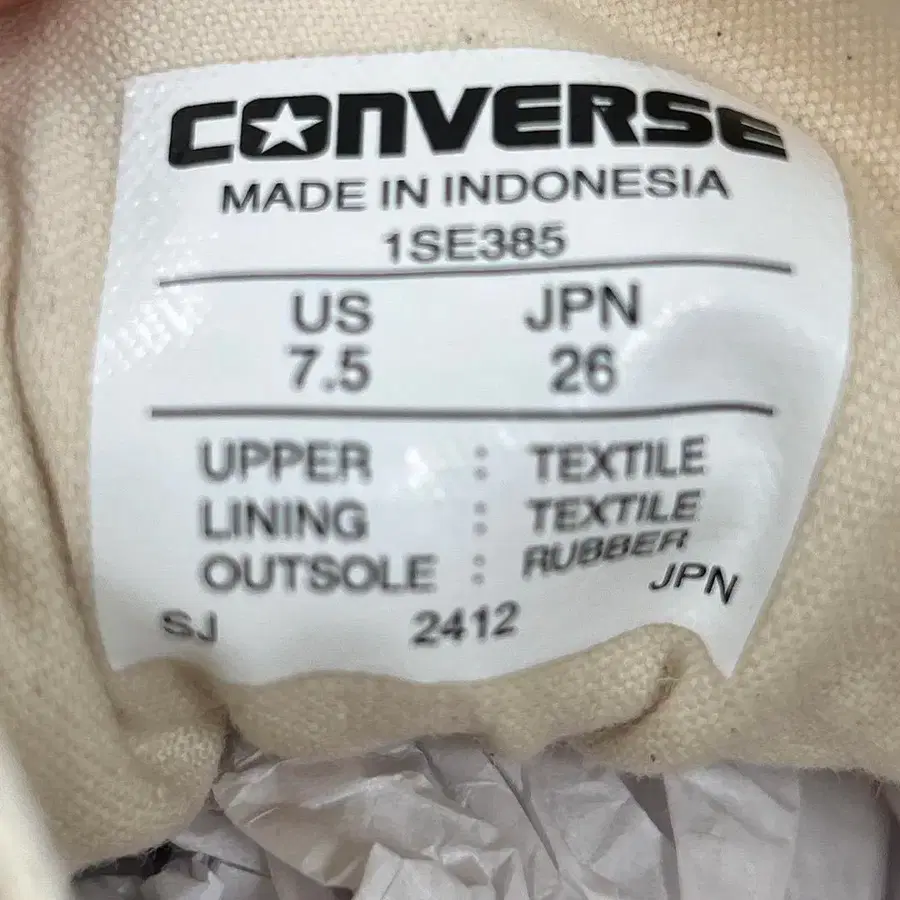 CONVERSE
MADE IN INDONESIA
1SE385
US JPN
7.5 26
UPPER : TEXTILE
LINING : TEXTILE
OUTSOLE : RUBBER
SJ 2412 JPN